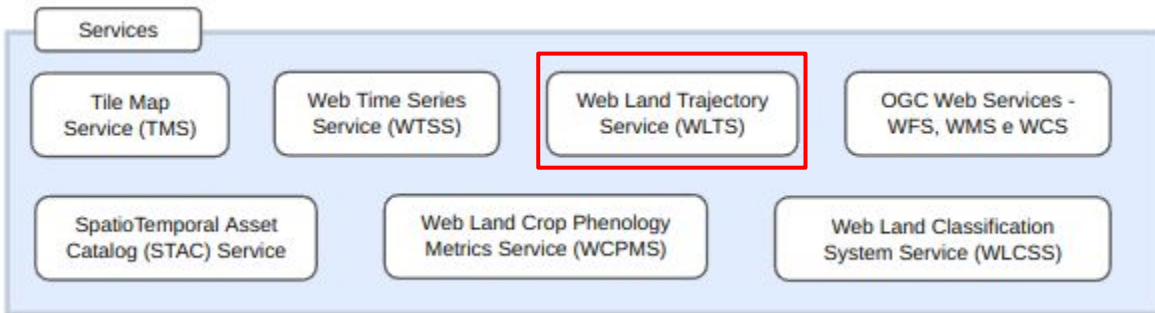 Services
Tile Map
Service (TMS)
Web Time Series
Service (WTSS)
Web Land Trajectory
Service (WLTS)
OGC Web Services -
WFS, WMS e WCS
SpatioTemporal Asset
Catalog (STAC) Service
Web Land Crop Phenology
Metrics Service (WCPMS)
Web Land Classification
System Service (WLCSS)